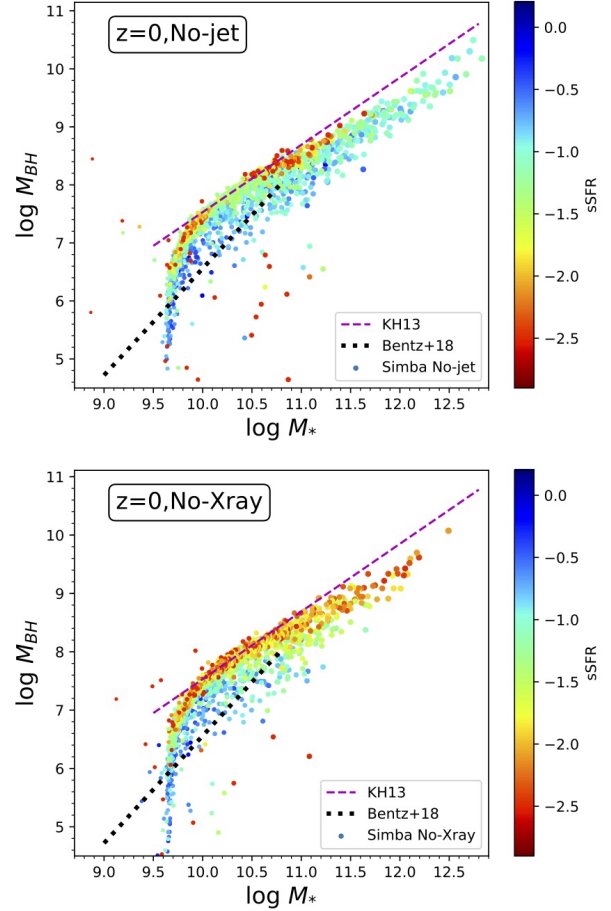 z=0,No-jet
log M_BH
11
10
9
8
7
6
5
9.0 9.5 10.0 10.5 11.0 11.5 12.0 12.5
log M_*
KH13
Bentz+18
Simba No-jet
0.0
−0.5
−1.0
−1.5
−2.0
−2.5
sSFR
z=0,No-Xray
log M_BH
11
10
9
8
7
6
5
9.0 9.5 10.0 10.5 11.0 11.5 12.0 12.5
log M_*
KH13
Bentz+18
Simba No-Xray
0.0
−0.5
−1.0
−1.5
−2.0
−2.5
sSFR